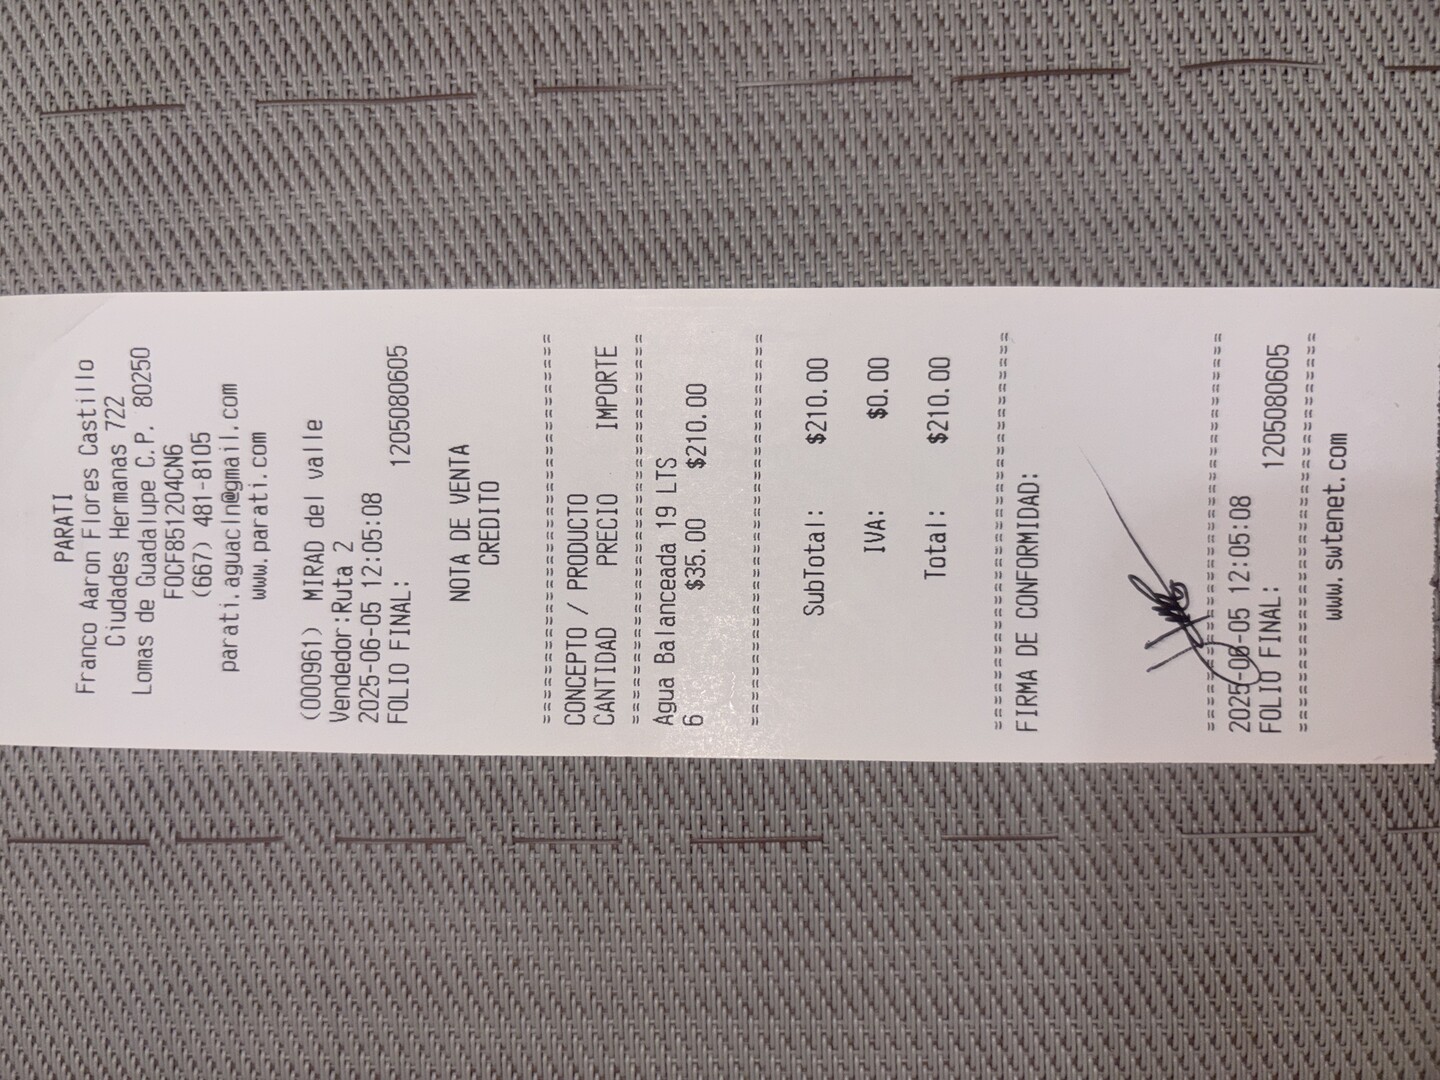 PARATI
Franco Aaron Flores Castillo
Ciudades Hermanas 722
Lomas de Guadalupe C.P. 80250
FOCF851204CN6
(667) 481-8105
parati.aguacln@gmail.com
www.parati.com
(000961) MIRAD del valle
Vendedor:Ruta 2
2025-06-05 12:05:08
FOLIO FINAL: 1205080605
NOTA DE VENTA
CREDITO
==============================
CONCEPTO / PRODUCTO
CANTIDAD PRECIO IMPORTE
==============================
Agua Balanceada 19 LTS
6 $35.00 $210.00
==============================
SubTotal: $210.00
IVA: $0.00
Total: $210.00
==============================
FIRMA DE CONFORMIDAD:
==============================
2025-06-05 12:05:08
FOLIO FINAL: 1205080605
==============================
www.swtenet.com